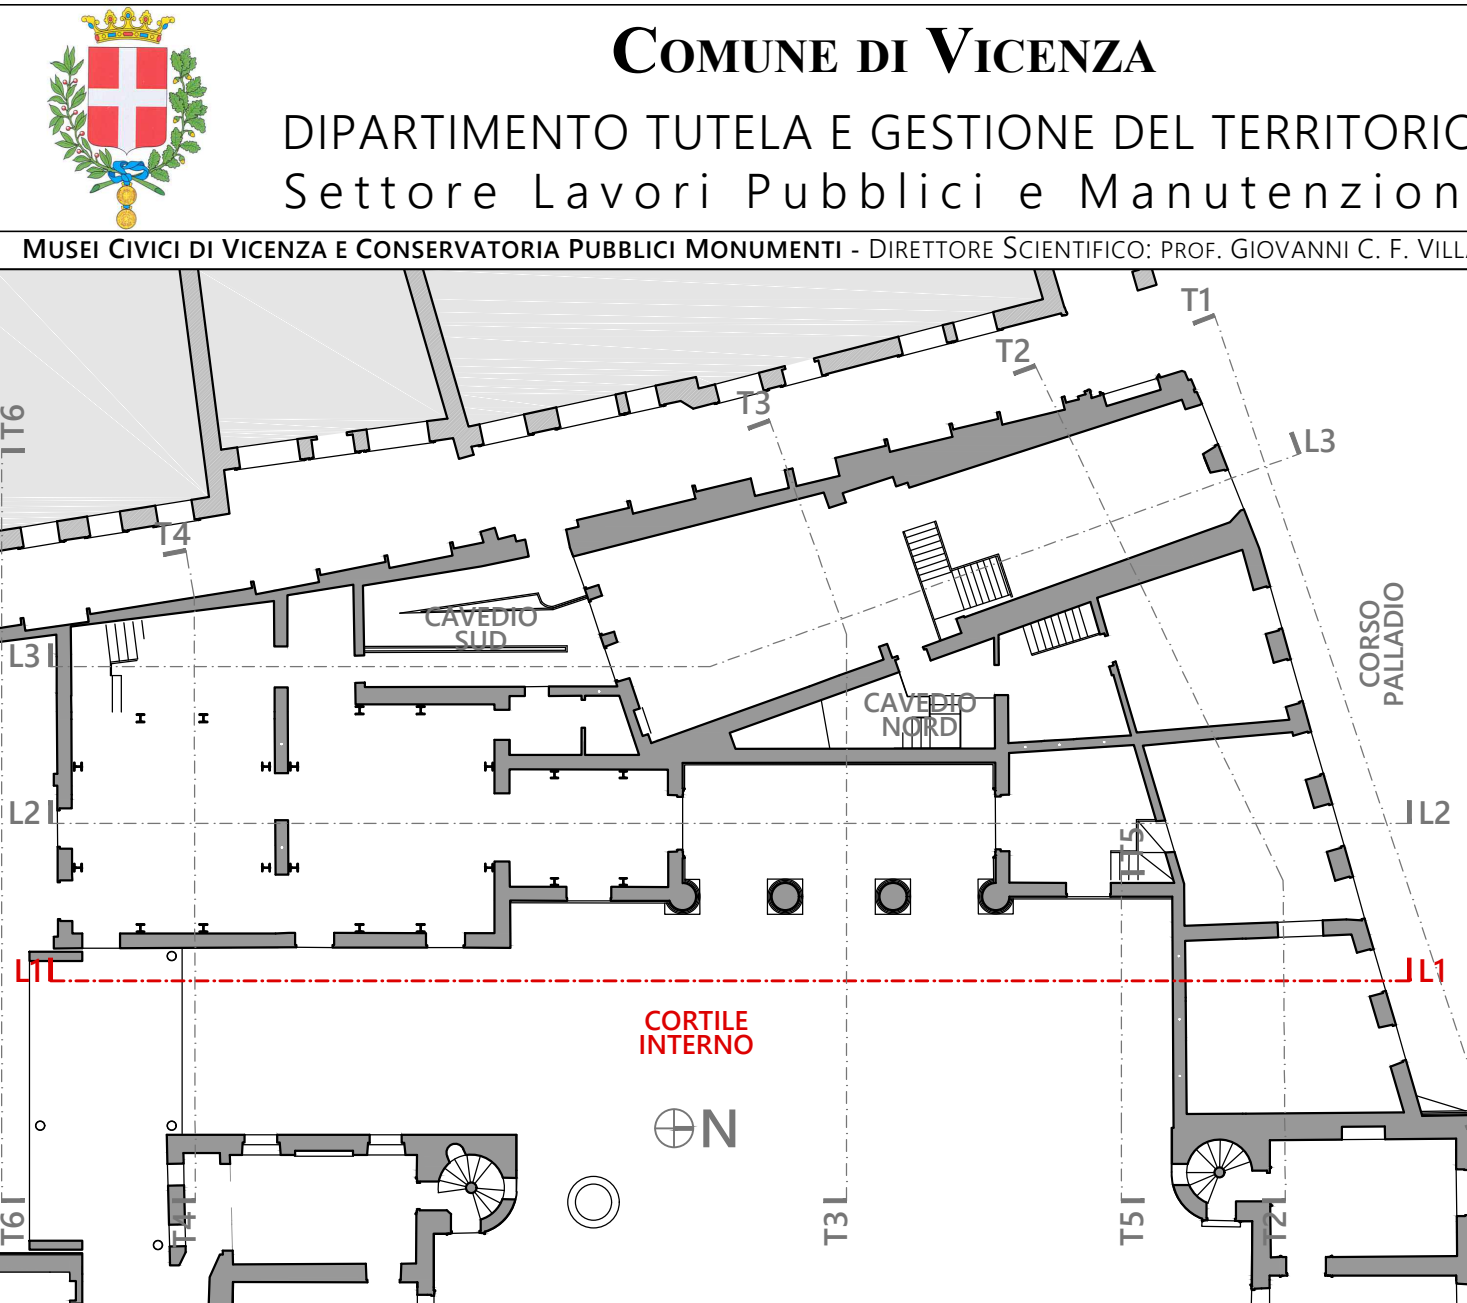 COMUNE DI VICENZA
DIPARTIMENTO TUTELA E GESTIONE DEL TERRITORIO
Settore Lavori Pubblici e Manutenzion
MUSEI CIVICI DI VICENZA E CONSERVATORIA PUBBLICI MONUMENTI - DIRETTORE SCIENTIFICO: PROF. GIOVANNI C. F. VILLA
T1
T2
T3
T6
L3
T4
CAVEDIO
SUD
CORSO
PALLADIO
L3
CAVEDIO
NORD
L2
L2
T5
L1
L1
CORTILE
INTERNO
N
T6
T4
T3
T5
T2